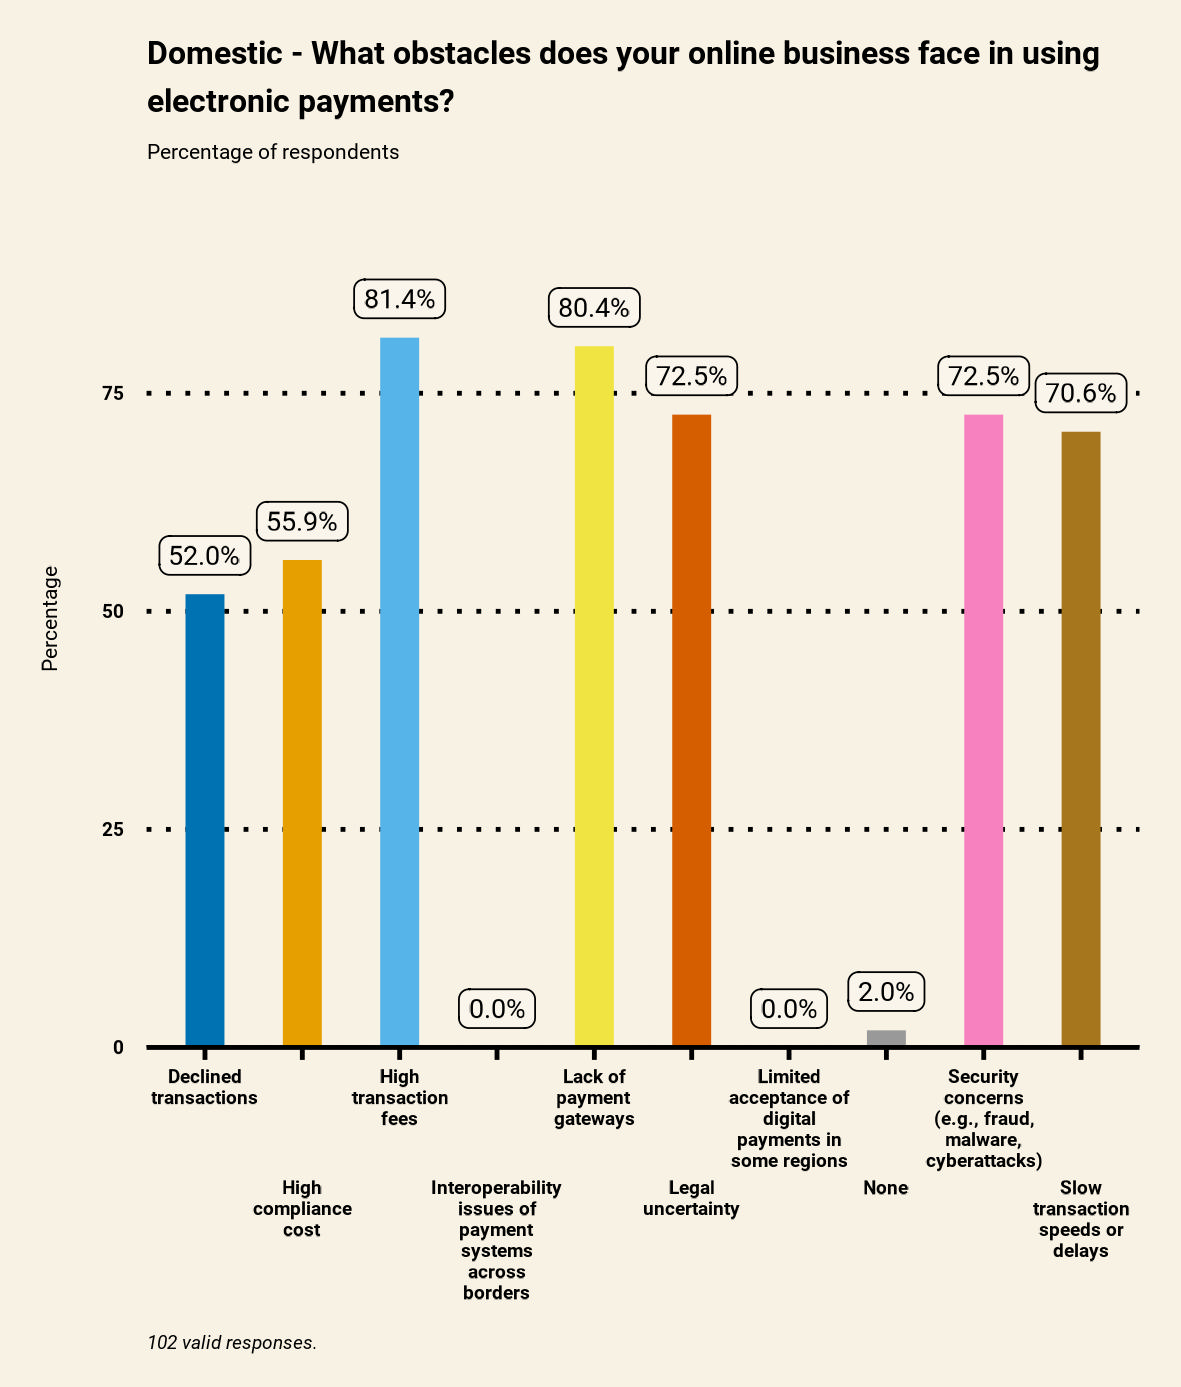 Domestic - What obstacles does your online business face in using
electronic payments?
Percentage of respondents
81.4%
80.4%
72.5%
72.5%
70.6%
75
55.9%
52.0%
50
Percentage
25
2.0%
0.0%
0.0%
0
Declined
transactions
High
compliance
cost
High
transaction
fees
Interoperability
issues of
payment
systems
across
borders
Lack of
payment
gateways
Legal
uncertainty
Limited
acceptance of
digital
payments in
some regions
None
Security
concerns
(e.g., fraud,
malware,
cyberattacks)
Slow
transaction
speeds or
delays
102 valid responses.